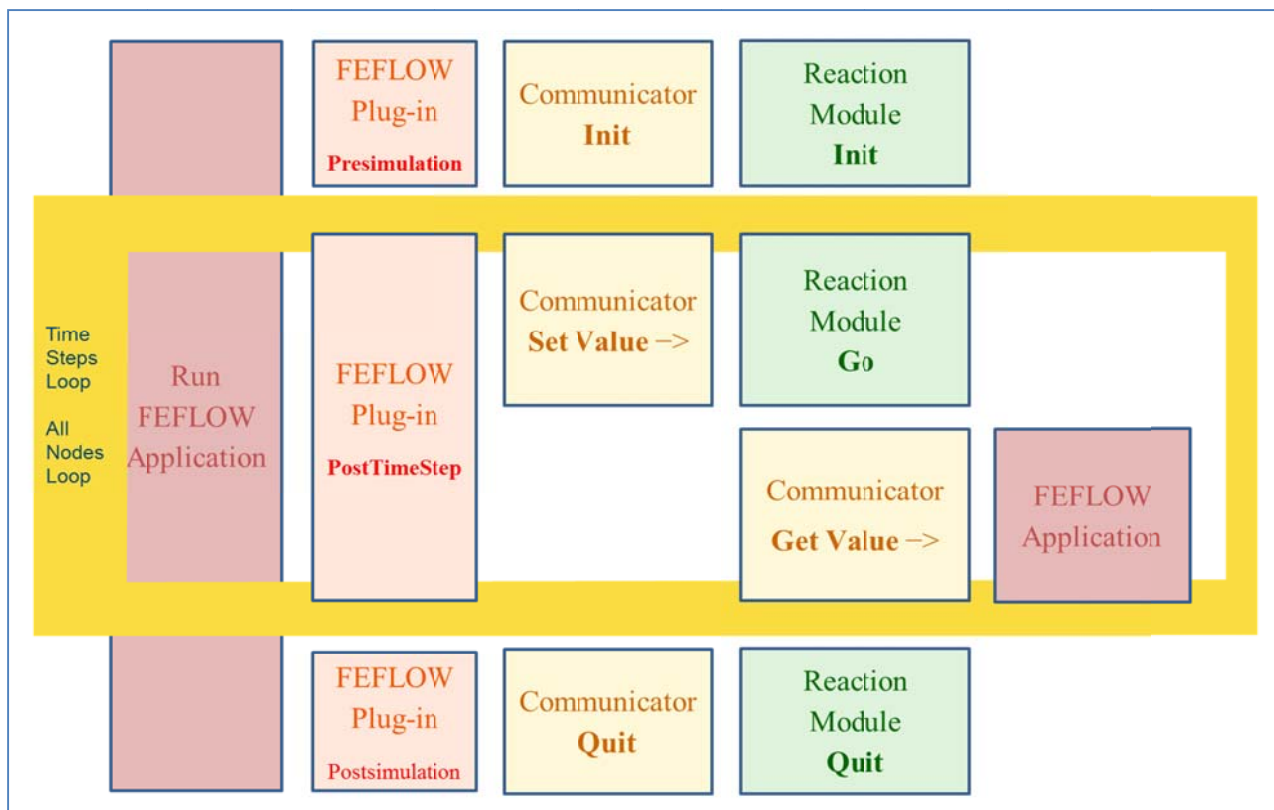 FEFLOW
Plug-in
Presimulation
Communicator
Init
Reaction
Module
Init
Time
Steps
Loop
All
Nodes
Loop
Run
FEFLOW
Application
FEFLOW
Plug-in
PostTimeStep
Communicator
Set Value −>
Reaction
Module
Go
Communicator
Get Value −>
FEFLOW
Application
FEFLOW
Plug-in
Postsimulation
Communicator
Quit
Reaction
Module
Quit